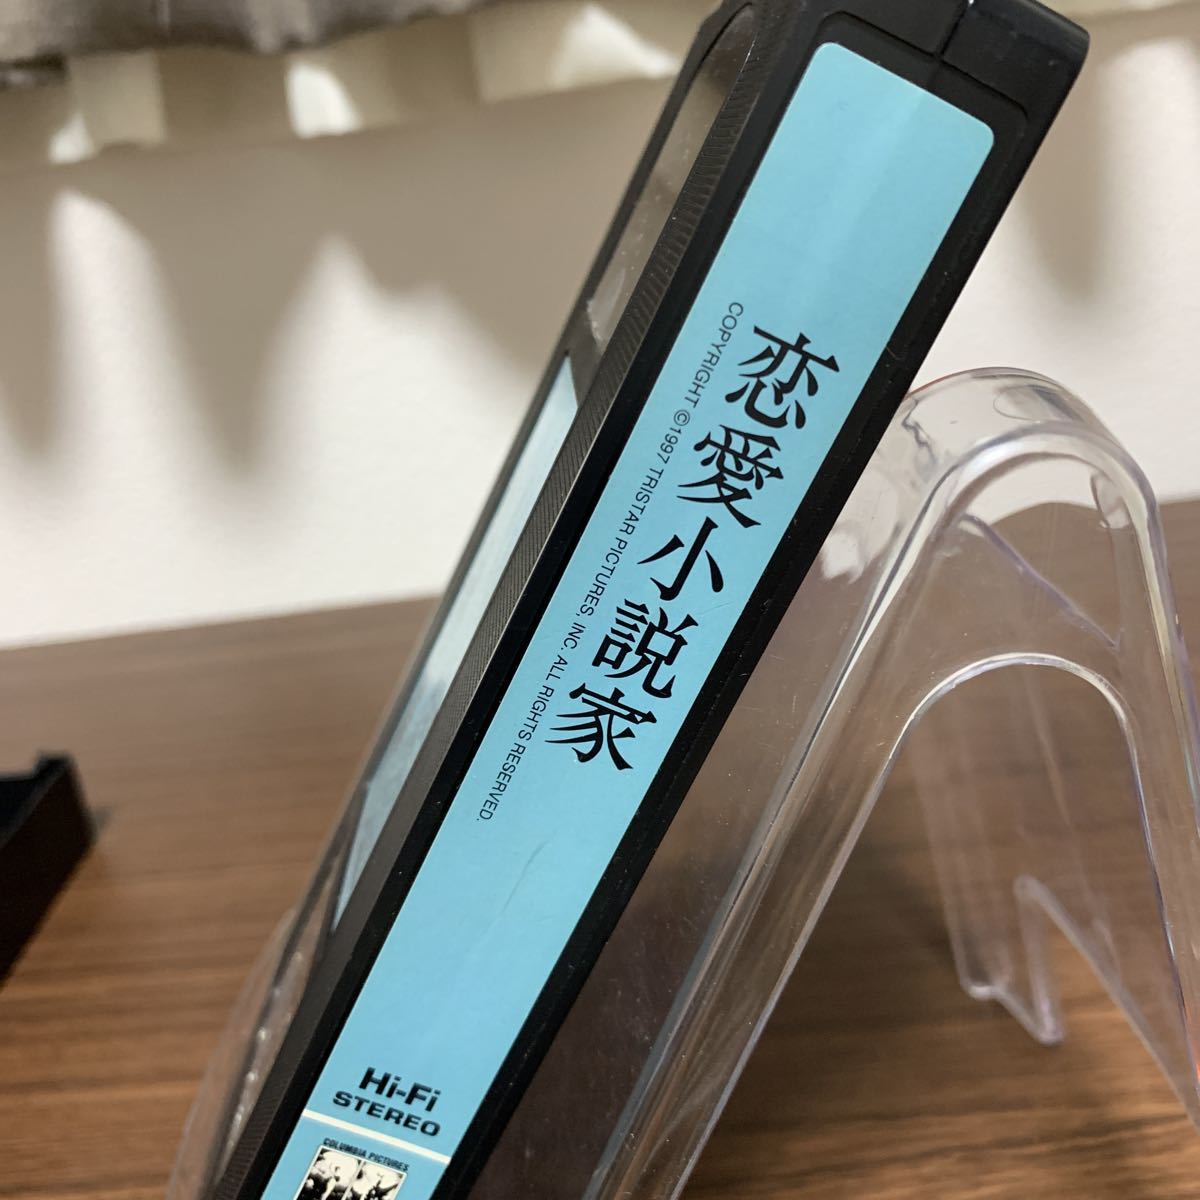 恋愛小説家
COPYRIGHT ©1997 TRISTAR PICTURES, INC. ALL RIGHTS RESERVED.
Hi-Fi
STEREO
COLUMBIA PICTURES